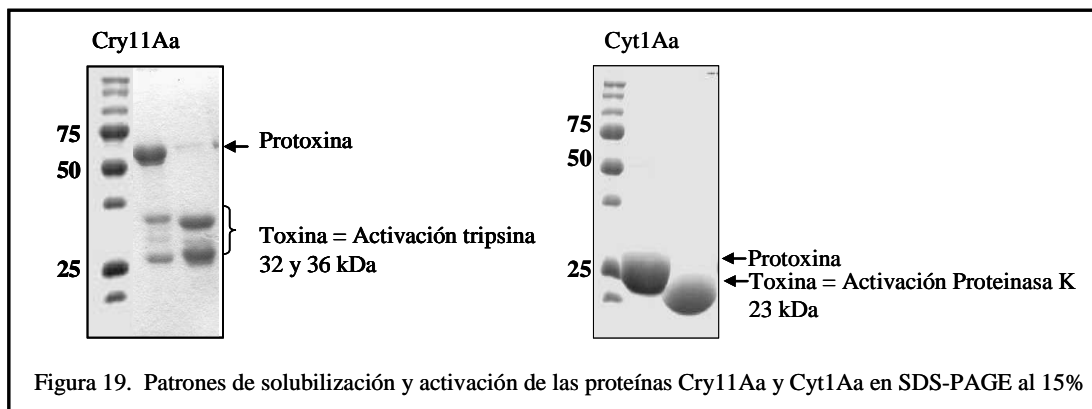 Cry11Aa
75
50
25
Protoxina
Toxina = Activación tripsina
32 y 36 kDa
Cyt1Aa
75
50
25
Protoxina
Toxina = Activación Proteinasa K
23 kDa
Figura 19. Patrones de solubilización y activación de las proteínas Cry11Aa y Cyt1Aa en SDS-PAGE al 15%